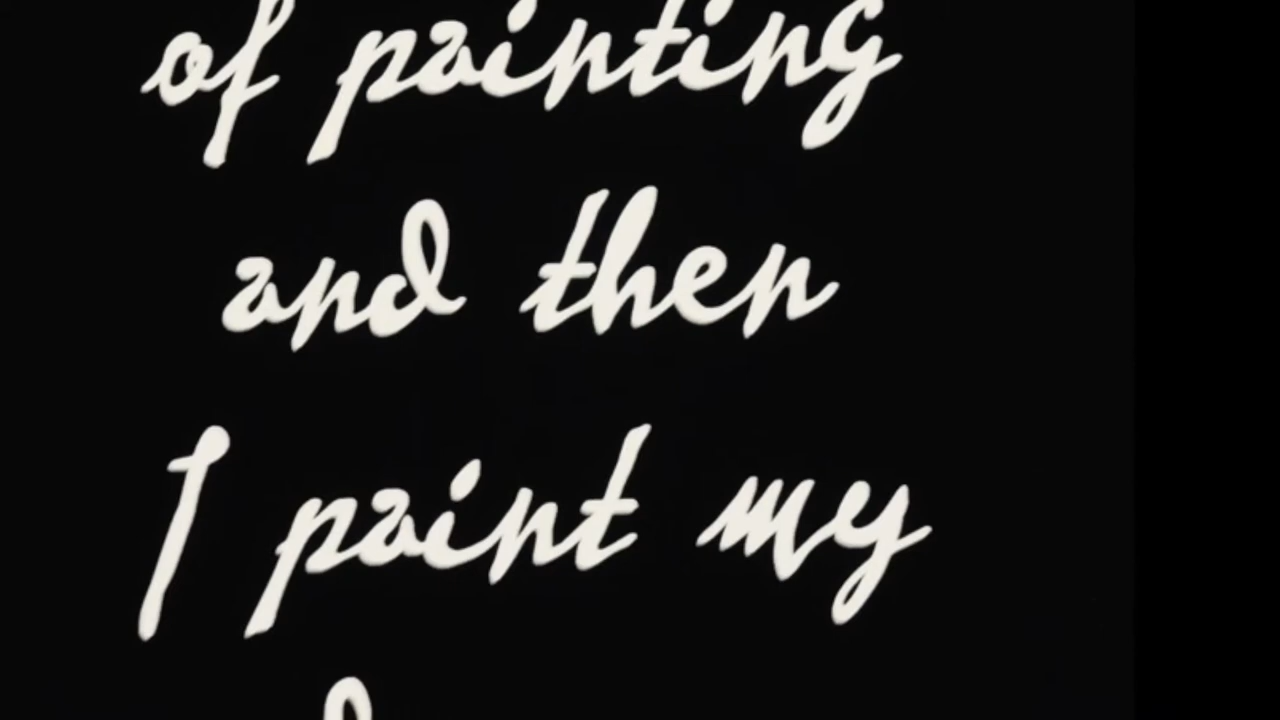 of painting
and then
I paint my